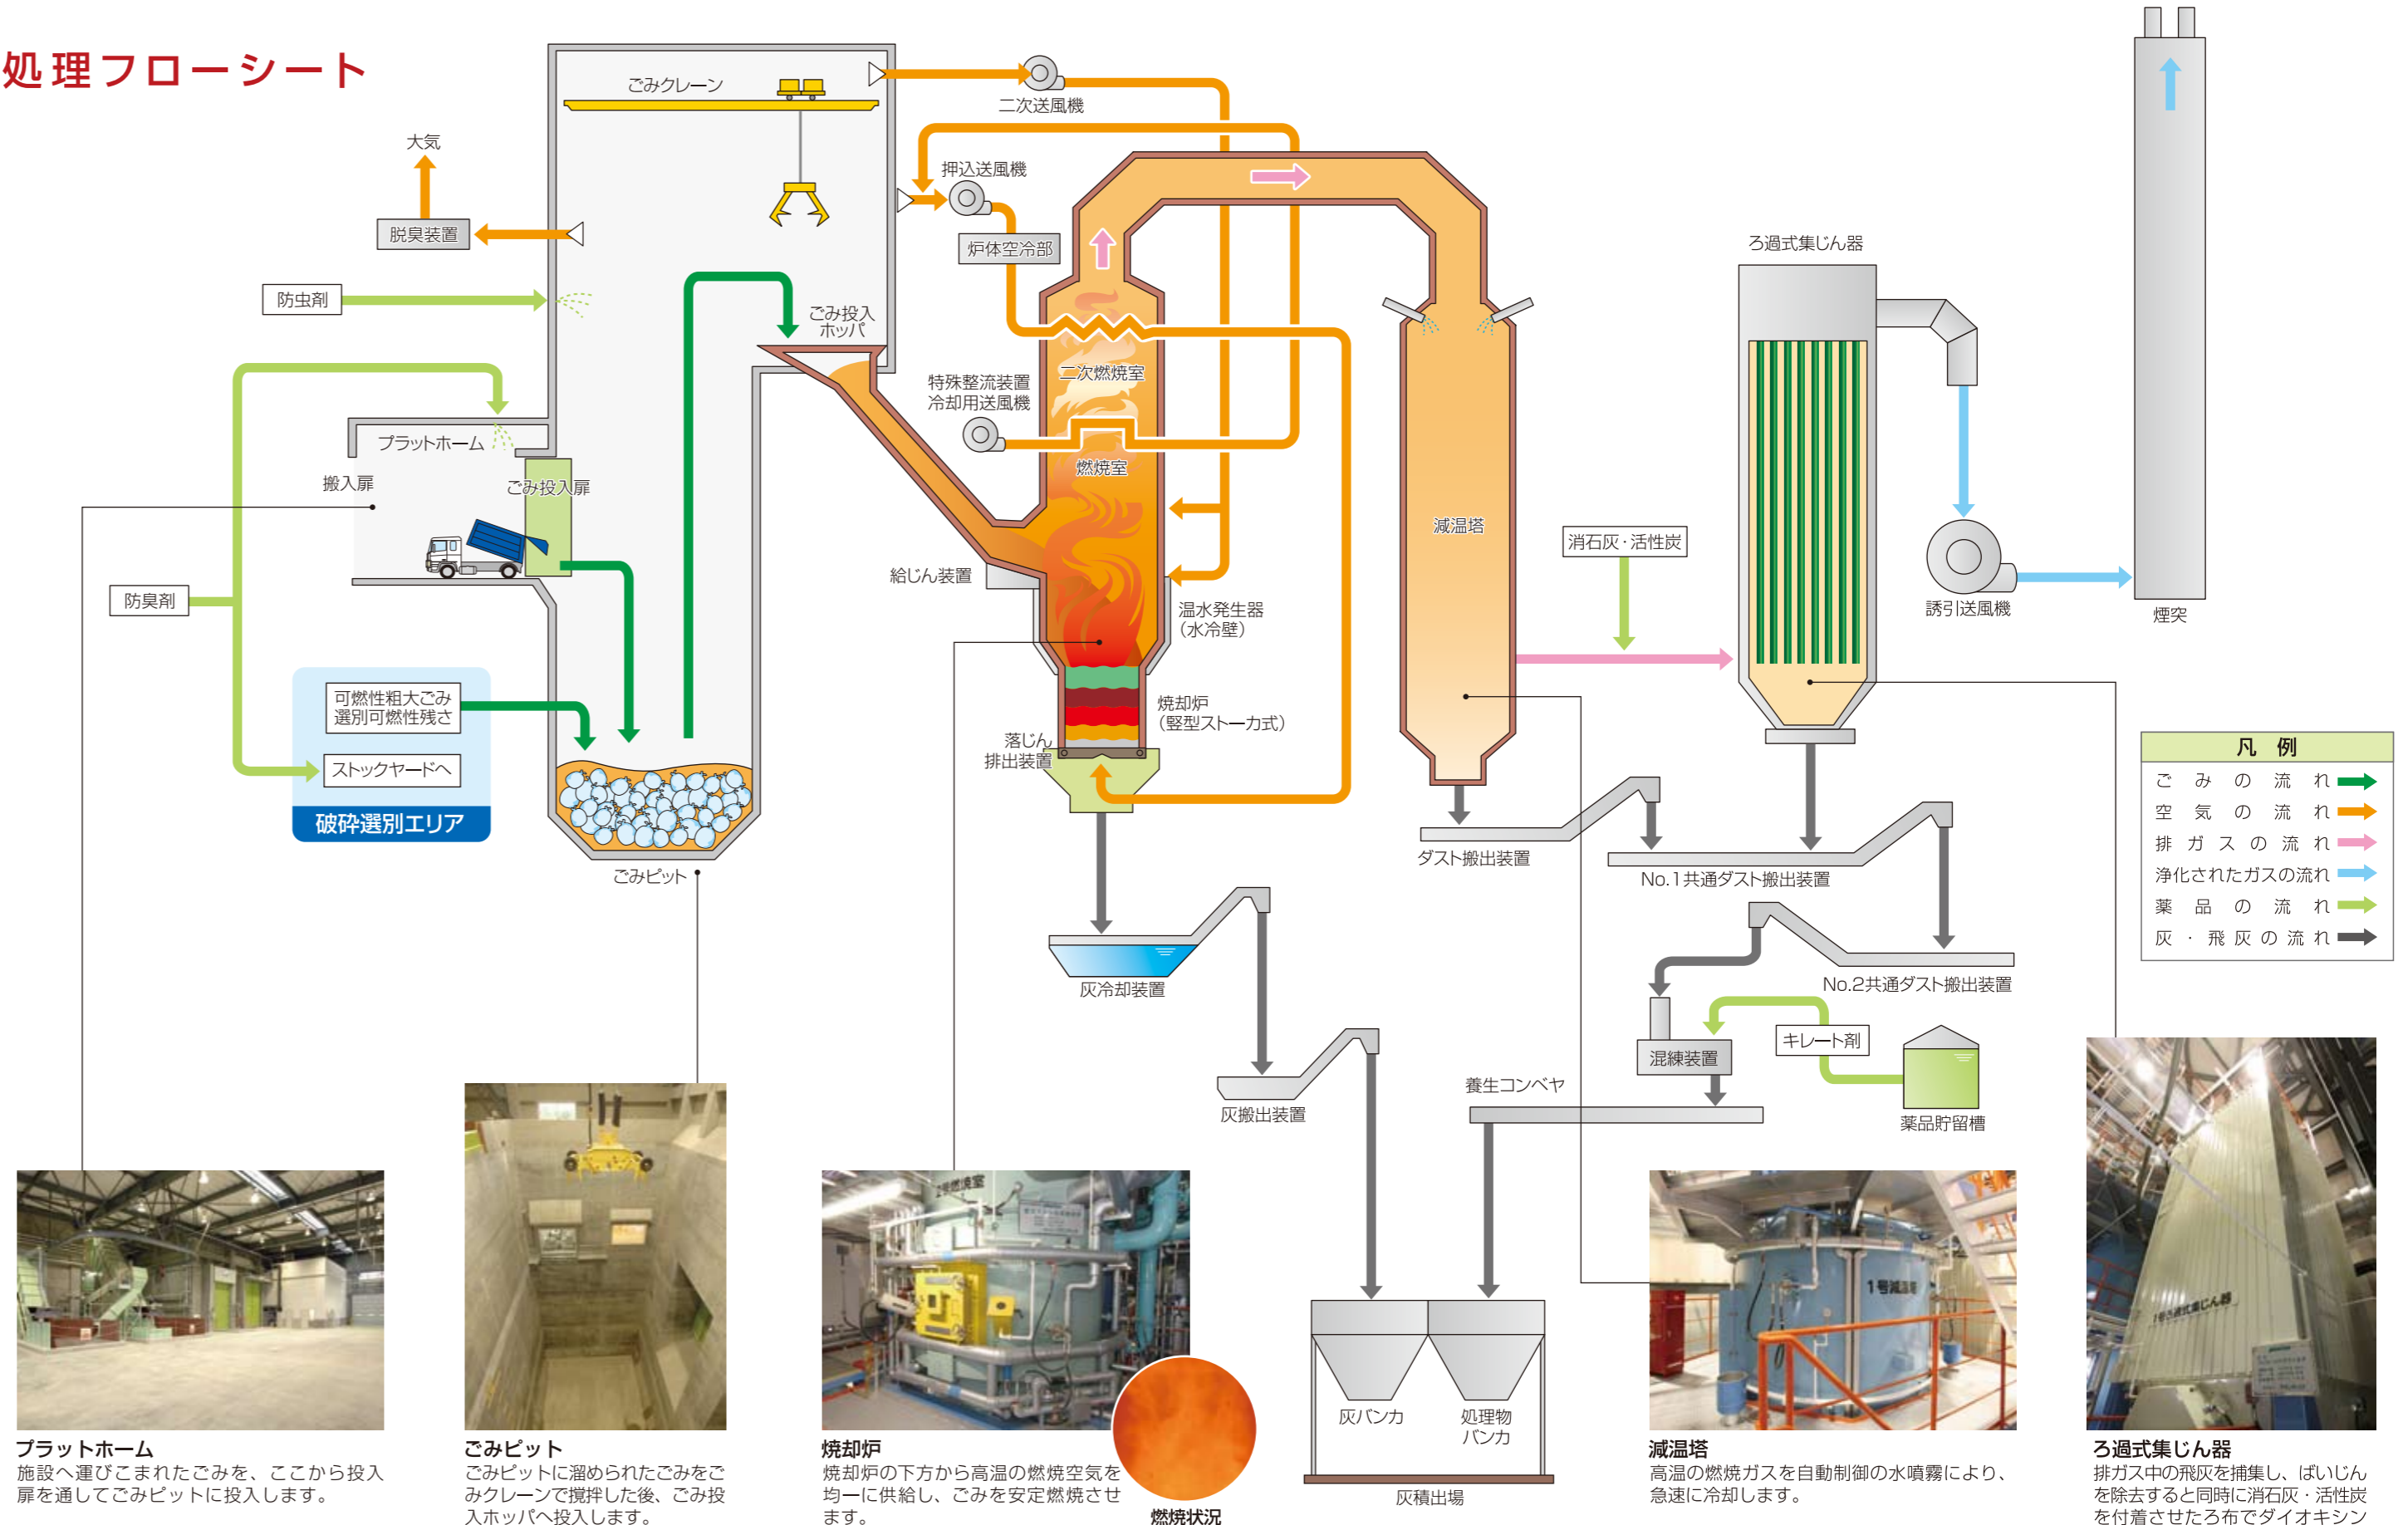 処理フローシート
ごみクレーン
二次送風機
大気
押込送風機
脱臭装置
炉体空冷部
ろ過式集じん器
防虫剤
ごみ投入
ホッパ
二次燃焼室
特殊整流装置
冷却用送風機
プラットホーム
燃焼室
搬入扉
ごみ投入扉
減温塔
消石灰・活性炭
給じん装置
防臭剤
温水発生器
（水冷壁）
誘引送風機
煙突
可燃性粗大ごみ
選別可燃性残さ
焼却炉
（竪型ストーカ式）
落じん
排出装置
ストックヤードへ
破砕選別エリア
凡 例
ごみの流れ
空気の流れ
排ガスの流れ
浄化されたガスの流れ
薬品の流れ
灰・飛灰の流れ
ごみピット
ダスト搬出装置
No.1共通ダスト搬出装置
灰冷却装置
No.2共通ダスト搬出装置
キレート剤
混練装置
養生コンベヤ
灰搬出装置
薬品貯留槽
2号燃焼室
1号減温塔
1号ろ過式集じん器
灰バンカ
処理物
バンカ
灰積出場
プラットホーム
施設へ運びこまれたごみを、ここから投入
扉を通してごみピットに投入します。
ごみピット
ごみピットに溜められたごみをご
みクレーンで撹拌した後、ごみ投
入ホッパへ投入します。
焼却炉
焼却炉の下方から高温の燃焼空気を
均一に供給し、ごみを安定燃焼させ
ます。
燃焼状況
減温塔
高温の燃焼ガスを自動制御の水噴霧により、
急速に冷却します。
ろ過式集じん器
排ガス中の飛灰を捕集し、ばいじん
を除去すると同時に消石灰・活性炭
を付着させたろ布でダイオキシン